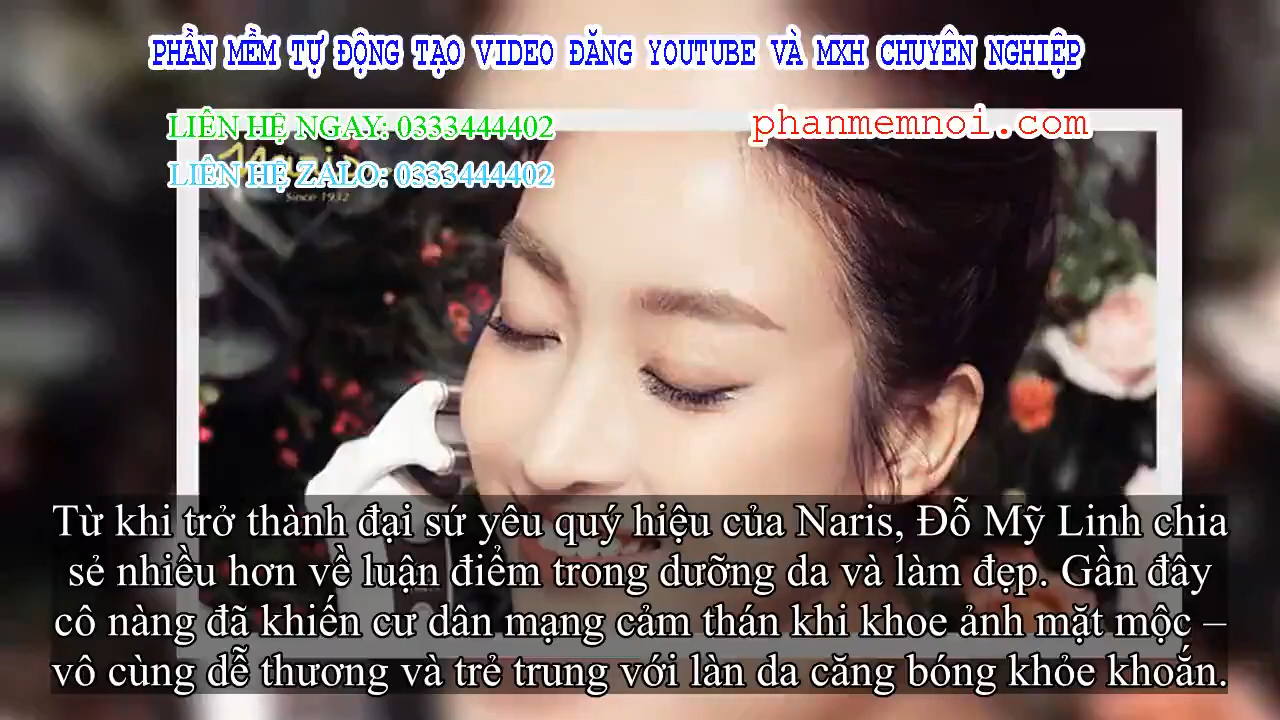 PHẦN MỀM TỰ ĐỘNG TẠO VIDEO ĐĂNG YOUTUBE VÀ MXH CHUYÊN NGHIỆP
LIÊN HỆ NGAY: 0333444402
phanmemnoi.com
LIÊN HỆ ZALO: 0333444402
Since 1932
Từ khi trở thành đại sứ yêu quý hiệu của Naris, Đỗ Mỹ Linh chia
sẻ nhiều hơn về luận điểm trong dưỡng da và làm đẹp. Gần đây
cô nàng đã khiến cư dân mạng cảm thán khi khoe ảnh mặt mộc –
vô cùng dễ thương và trẻ trung với làn da căng bóng khỏe khoắn.